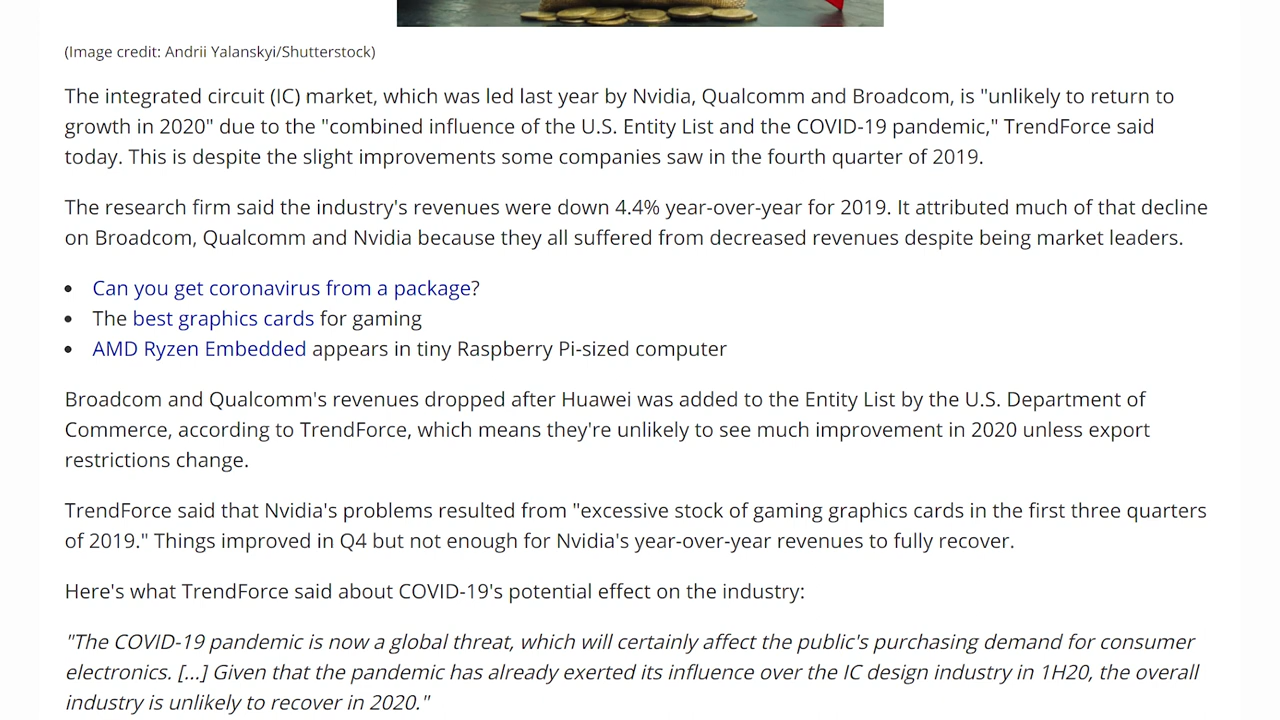 (Image credit: Andrii Yalanskyi/Shutterstock)
The integrated circuit (IC) market, which was led last year by Nvidia, Qualcomm and Broadcom, is "unlikely to return to
growth in 2020" due to the "combined influence of the U.S. Entity List and the COVID-19 pandemic," TrendForce said
today. This is despite the slight improvements some companies saw in the fourth quarter of 2019.
The research firm said the industry's revenues were down 4.4% year-over-year for 2019. It attributed much of that decline
on Broadcom, Qualcomm and Nvidia because they all suffered from decreased revenues despite being market leaders.
• Can you get coronavirus from a package?
• The best graphics cards for gaming
• AMD Ryzen Embedded appears in tiny Raspberry Pi-sized computer
Broadcom and Qualcomm's revenues dropped after Huawei was added to the Entity List by the U.S. Department of
Commerce, according to TrendForce, which means they're unlikely to see much improvement in 2020 unless export
restrictions change.
TrendForce said that Nvidia's problems resulted from "excessive stock of gaming graphics cards in the first three quarters
of 2019." Things improved in Q4 but not enough for Nvidia's year-over-year revenues to fully recover.
Here's what TrendForce said about COVID-19's potential effect on the industry:
"The COVID-19 pandemic is now a global threat, which will certainly affect the public's purchasing demand for consumer
electronics. [...] Given that the pandemic has already exerted its influence over the IC design industry in 1H20, the overall
industry is unlikely to recover in 2020."